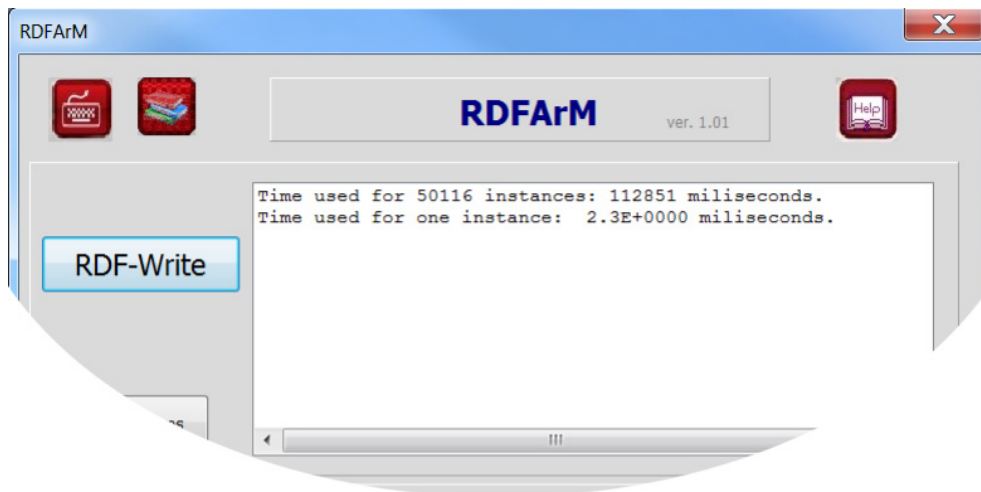 RDFArM
RDFArM ver. 1.01
Help
Time used for 50116 instances: 112851 miliseconds.
Time used for one instance:  2.3E+0000 miliseconds.
RDF-Write